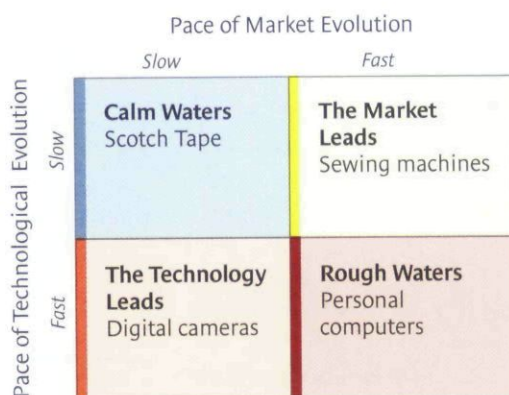 Pace of Market Evolution
Slow
Fast
Pace of Technological Evolution
Slow
Calm Waters
Scotch Tape
The Market
Leads
Sewing machines
Fast
The Technology
Leads
Digital cameras
Rough Waters
Personal
computers